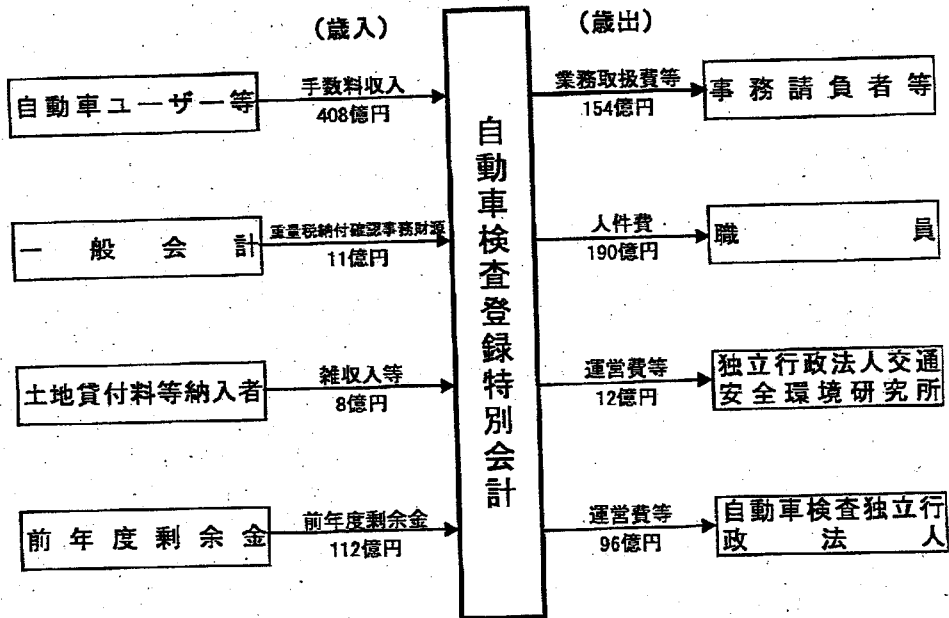 (歳入)
(歳出)
自動車ユーザー等
手数料収入
408億円
業務取扱費等
154億円
事務請負者等
自動車検査登録特別会計
一般会計
重量税納付確認事務財源
11億円
人件費
190億円
職員
土地貸付料等納入者
雑収入等
8億円
運営費等
12億円
独立行政法人交通
安全環境研究所
前年度剰余金
前年度剰余金
112億円
運営費等
96億円
自動車検査独立行
政法人